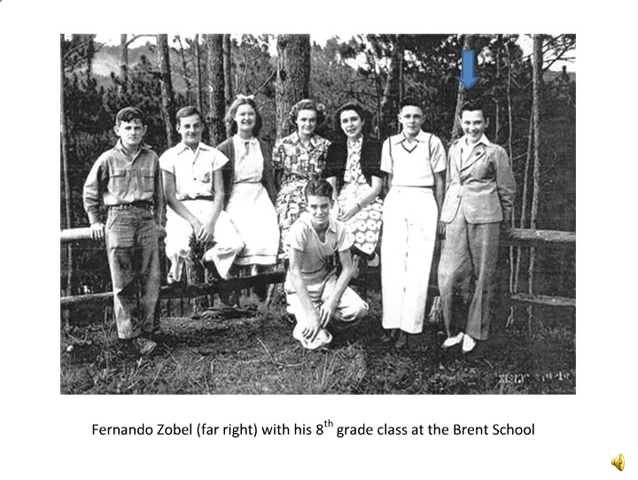 Fernando Zobel (far right) with his 8th grade class at the Brent School